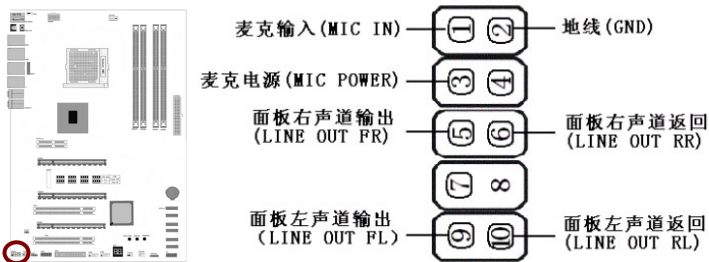 麦克输入(MIC IN)
1
2
地线(GND)
麦克电源(MIC POWER)
3
4
面板右声道输出
(LINE OUT FR)
5
6
面板右声道返回
(LINE OUT RR)
7
8
面板左声道输出
(LINE OUT FL)
9
10
面板左声道返回
(LINE OUT RL)